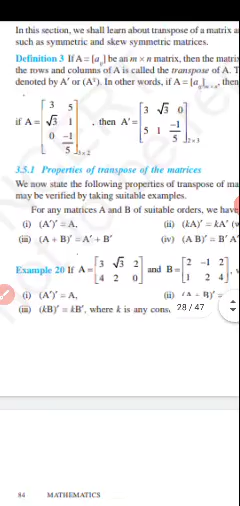 In this section, we shall learn about transpose of a matrix a
such as symmetric and skew symmetric matrices.
Definition 3 If A = [a be an m × n matrix, then the matri
the rows and columns of A is called the transpose of A. T
denoted by A′ or (Aᵀ). In other words, if A = [a , then
if A = [3 5
√3 1
0 −1/5]₃ₓ₂ , then A′ = [3 √3 0
5 1 −1/5]₂ₓ₃
3.5.1 Properties of transpose of the matrices
We now state the following properties of transpose of ma
may be verified by taking suitable examples.
For any matrices A and B of suitable orders, we have
(i) (A′)′ = A, (ii) (kA)′ = kA′ (w
(iii) (A + B)′ = A′ + B′ (iv) (A B)′ = B′ A′
Example 20 If A = [3 √3 2
4 2 0] and B = [2 −1 2
1 2 4],
(i) (A′)′ = A, (ii) B)′ =
(iii) (kB)′ = kB′, where k is any cons
28 / 47
84 MATHEMATICS